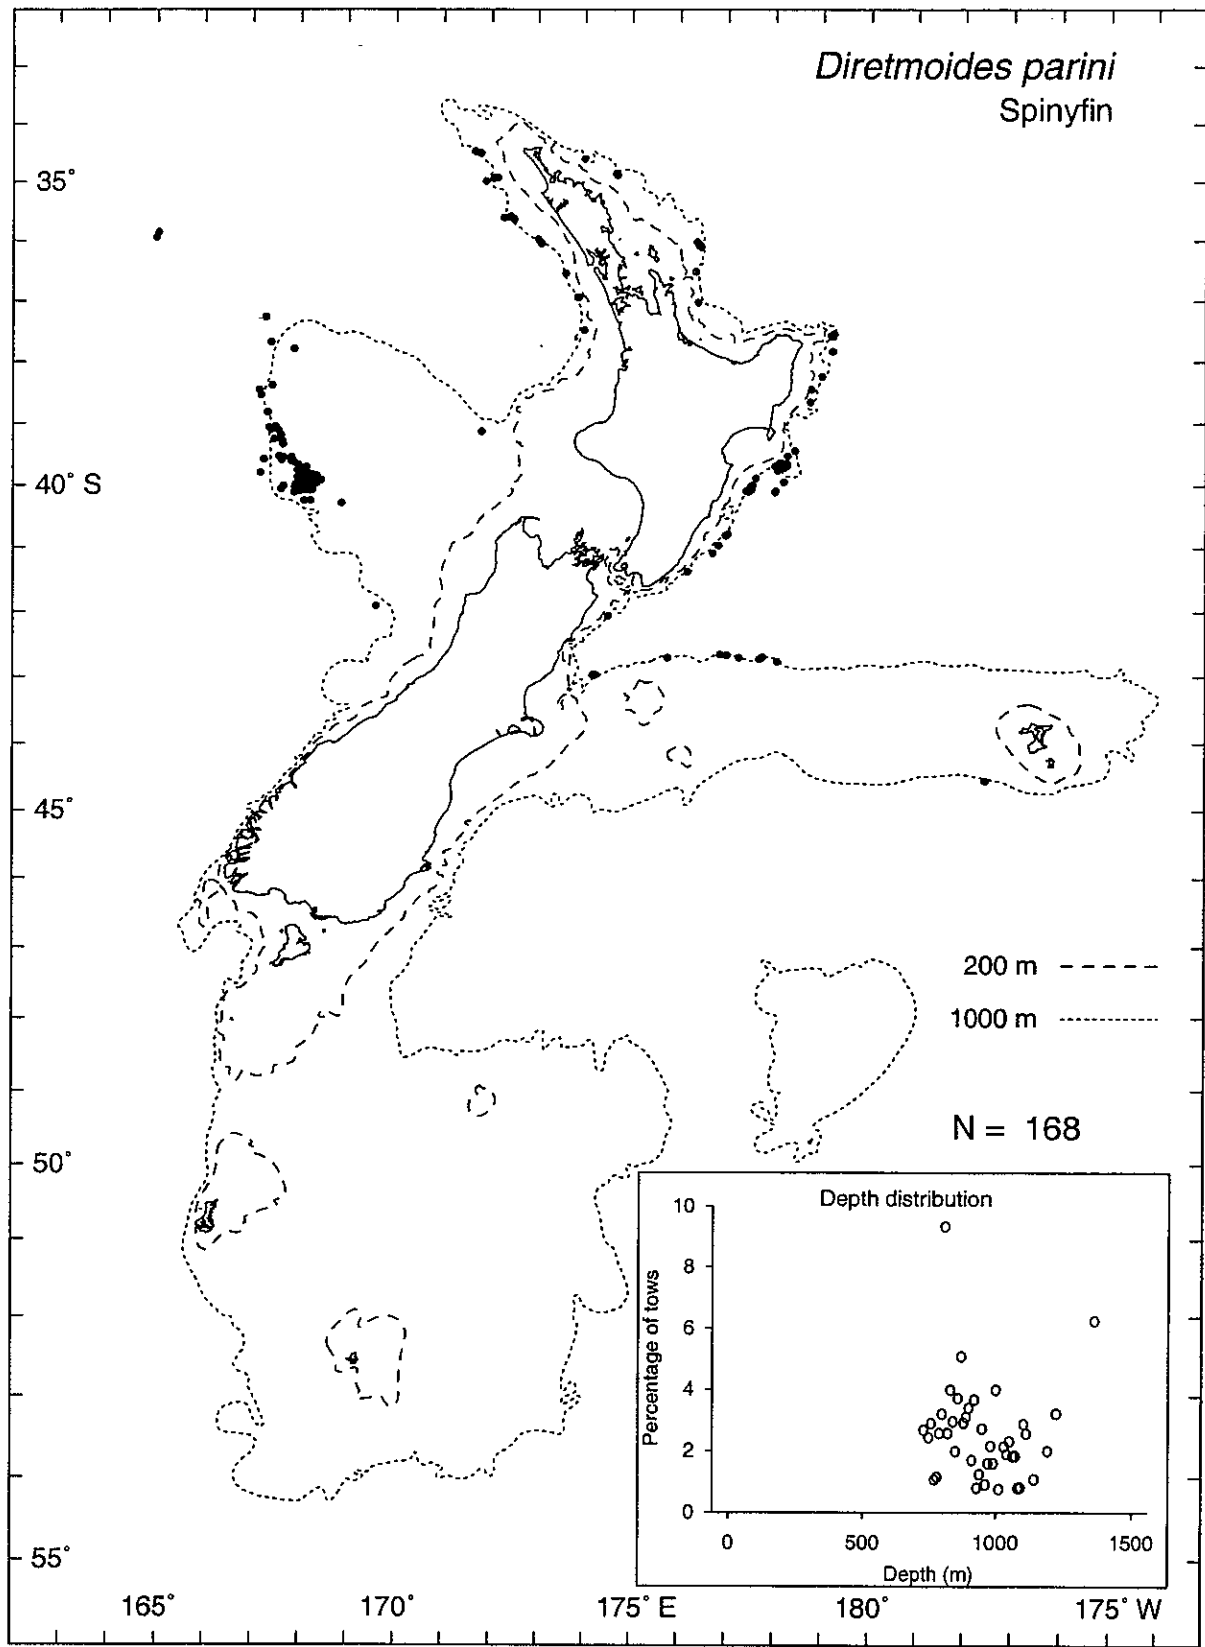 Diretmoides parini
Spinyfin
35°
40° S
45°
50°
55°
165°
170°
175° E
180°
175° W
200 m
1000 m
N = 168
Depth distribution
Percentage of tows
10
8
6
4
2
0
0
500
1000
1500
Depth (m)